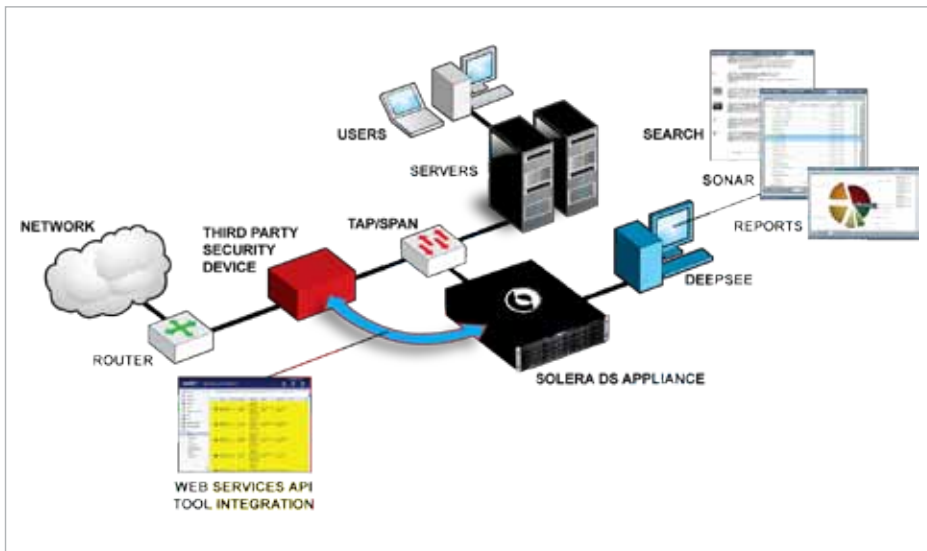 USERS
SERVERS
SEARCH
SONAR
REPORTS
NETWORK
THIRD PARTY
SECURITY
DEVICE
TAP/SPAN
DEEPSEE
ROUTER
SOLERA DS APPLIANCE
WEB SERVICES API
TOOL INTEGRATION